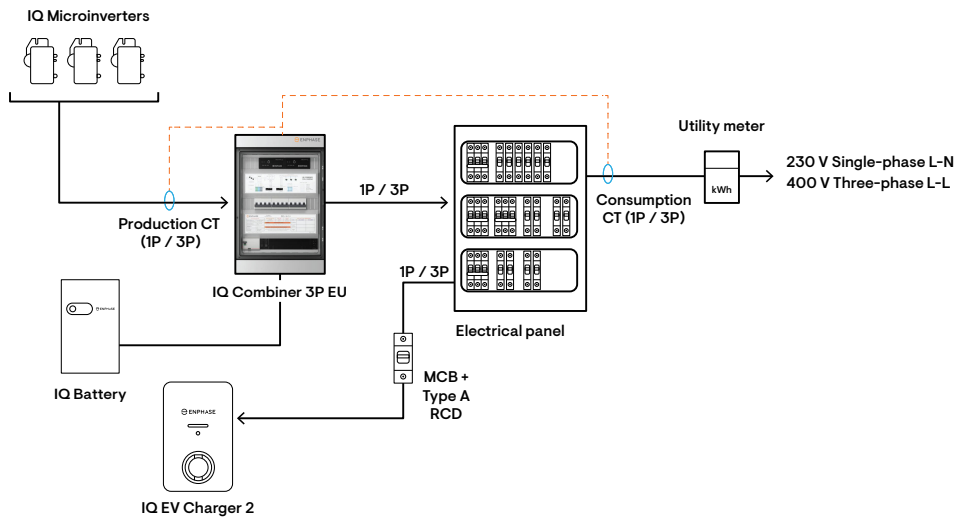 IQ Microinverters
ENPHASE
Production CT
(1P / 3P)
1P / 3P
IQ Combiner 3P EU
ENPHASE
IQ Battery
1P / 3P
Electrical panel
MCB +
Type A
RCD
ENPHASE
IQ EV Charger 2
Consumption
CT (1P / 3P)
Utility meter
kWh
230 V Single-phase L-N
400 V Three-phase L-L